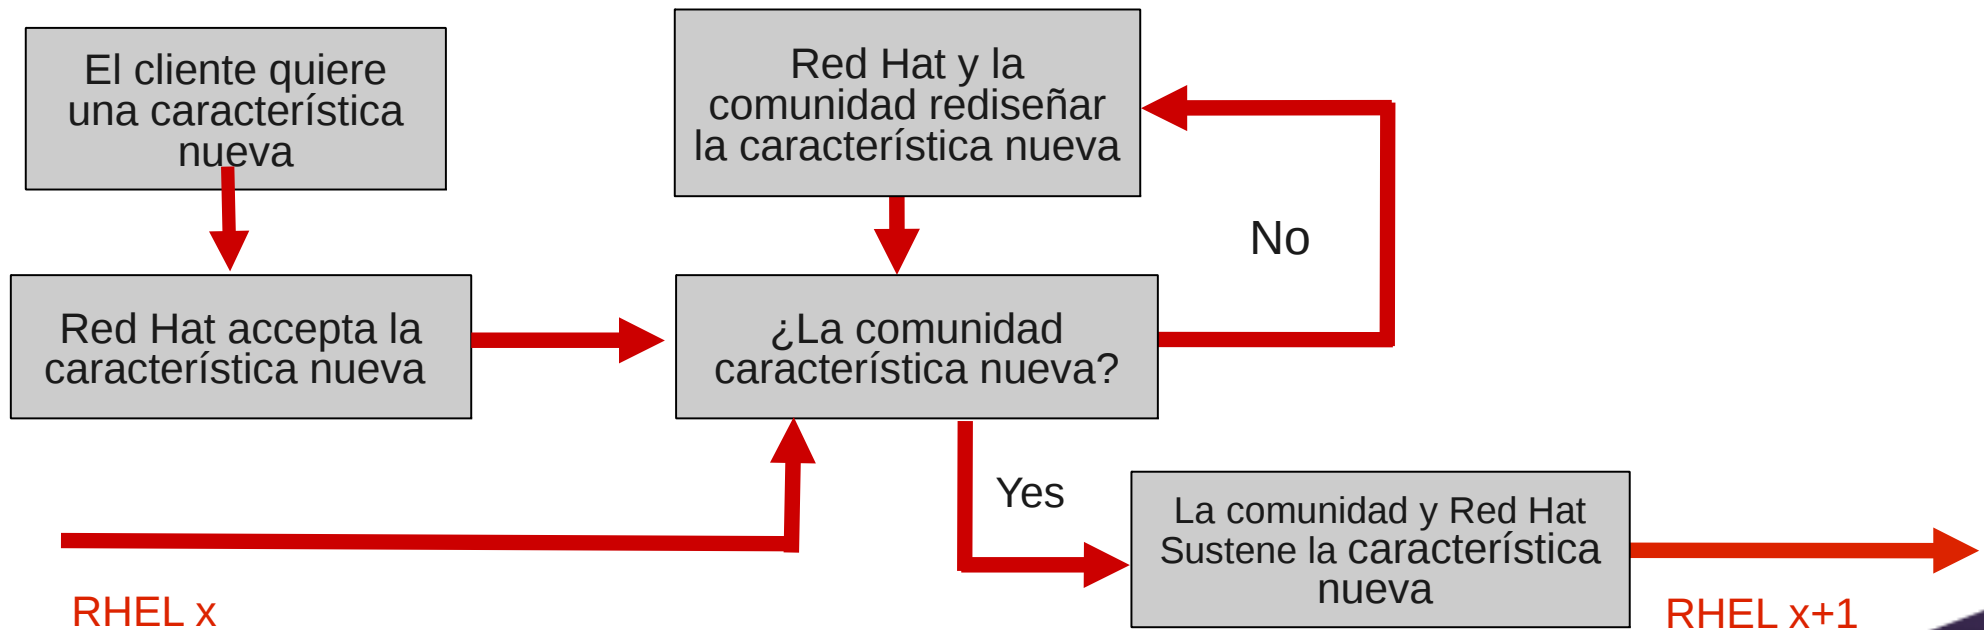 El cliente quiere
una característica
nueva
Red Hat y la
comunidad rediseñar
la característica nueva
No
Red Hat accepta la
característica nueva
¿La comunidad
característica nueva?
Yes
La comunidad y Red Hat
Sustene la característica
nueva
RHEL x
RHEL x+1